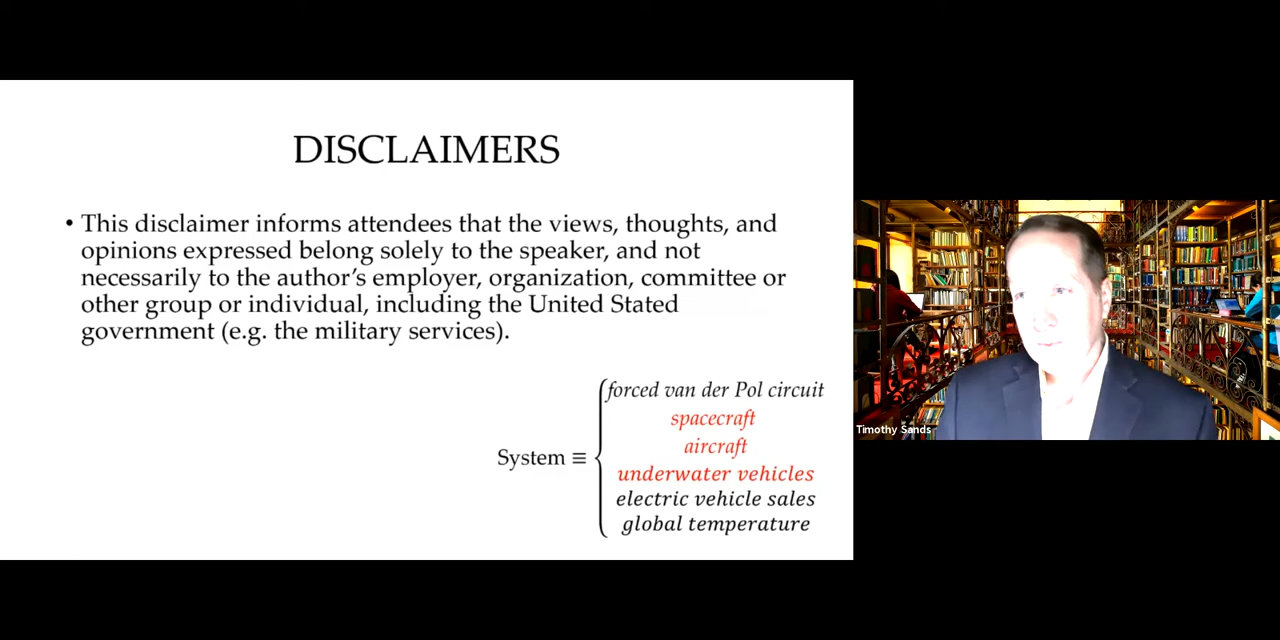 DISCLAIMERS
• This disclaimer informs attendees that the views, thoughts, and
opinions expressed belong solely to the speaker, and not
necessarily to the author's employer, organization, committee or
other group or individual, including the United Stated
government (e.g. the military services).
forced van der Pol circuit
spacecraft
aircraft
System ≡
underwater vehicles
electric vehicle sales
global temperature
Timothy Sands